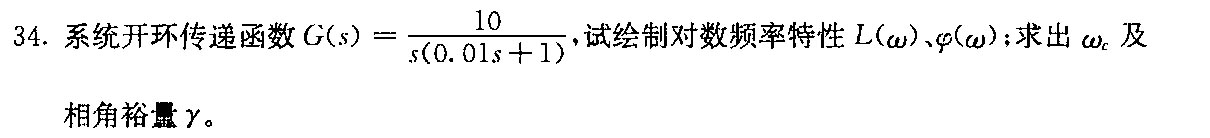 34. 系统开环传递函数 G(s) = 10/(s(0.01s+1)),试绘制对数频率特性 L(ω)、φ(ω);求出 ω_c 及
相角裕量 γ。